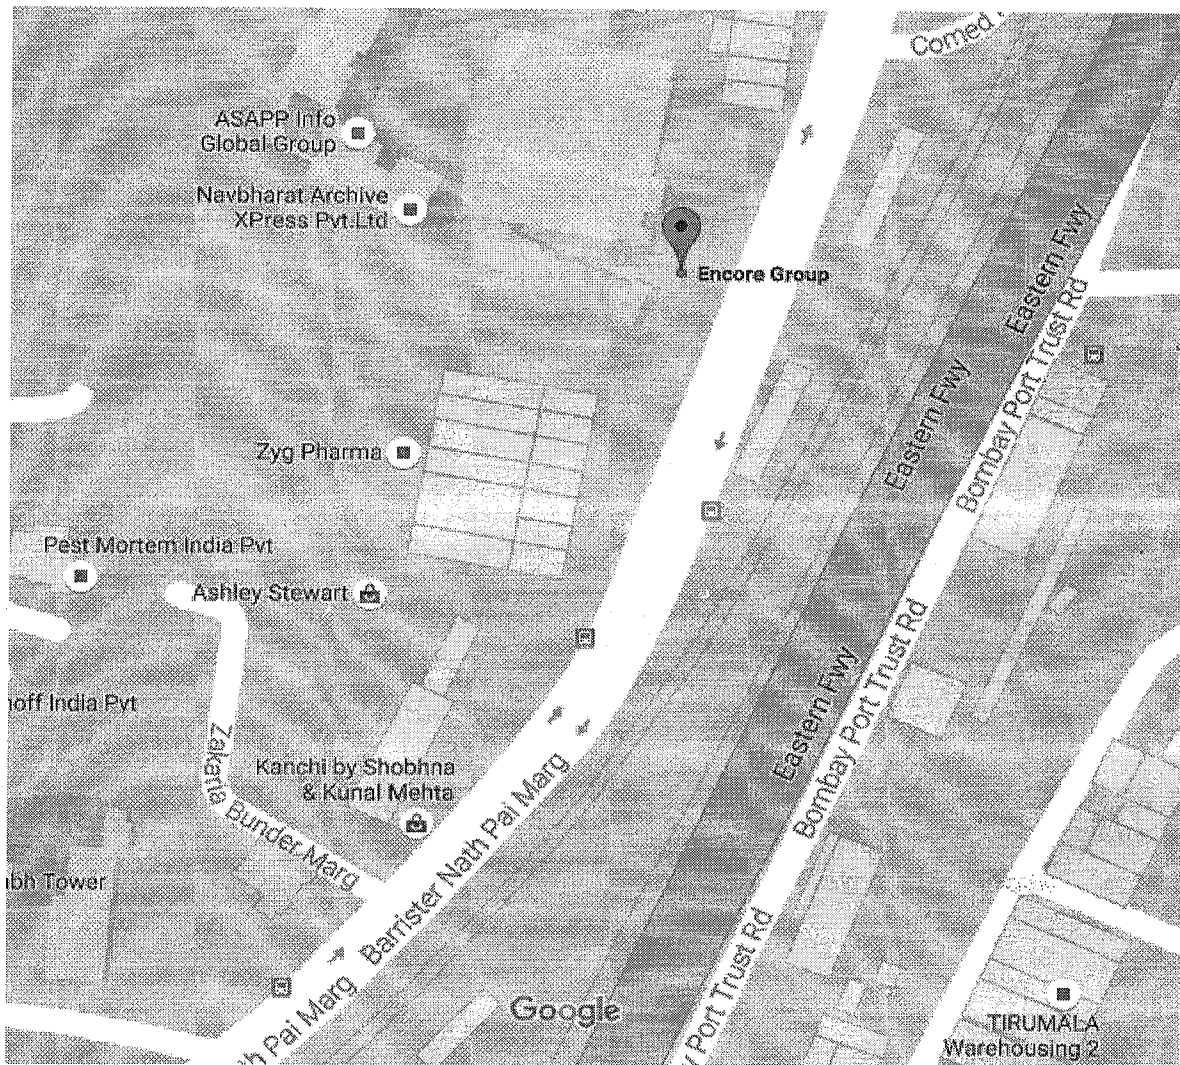 Comed
ASAPP Info
Global Group
Navbharat Archive
XPress Pvt.Ltd
Encore Group
Eastern Fwy
Bombay Port Trust Rd
Eastern Fwy
Zyg Pharma
Pest Mortem India Pvt
Ashley Stewart
noff India Pvt
Zakaria Bunder Marg
Kanchi by Shobhna
& Kunal Mehta
Eastern Fwy
Bombay Port Trust Rd
Barrister Nath Pai Marg
abh Tower
th Pai Marg
Google
y Port Trust Rd
TIRUMALA
Warehousing 2